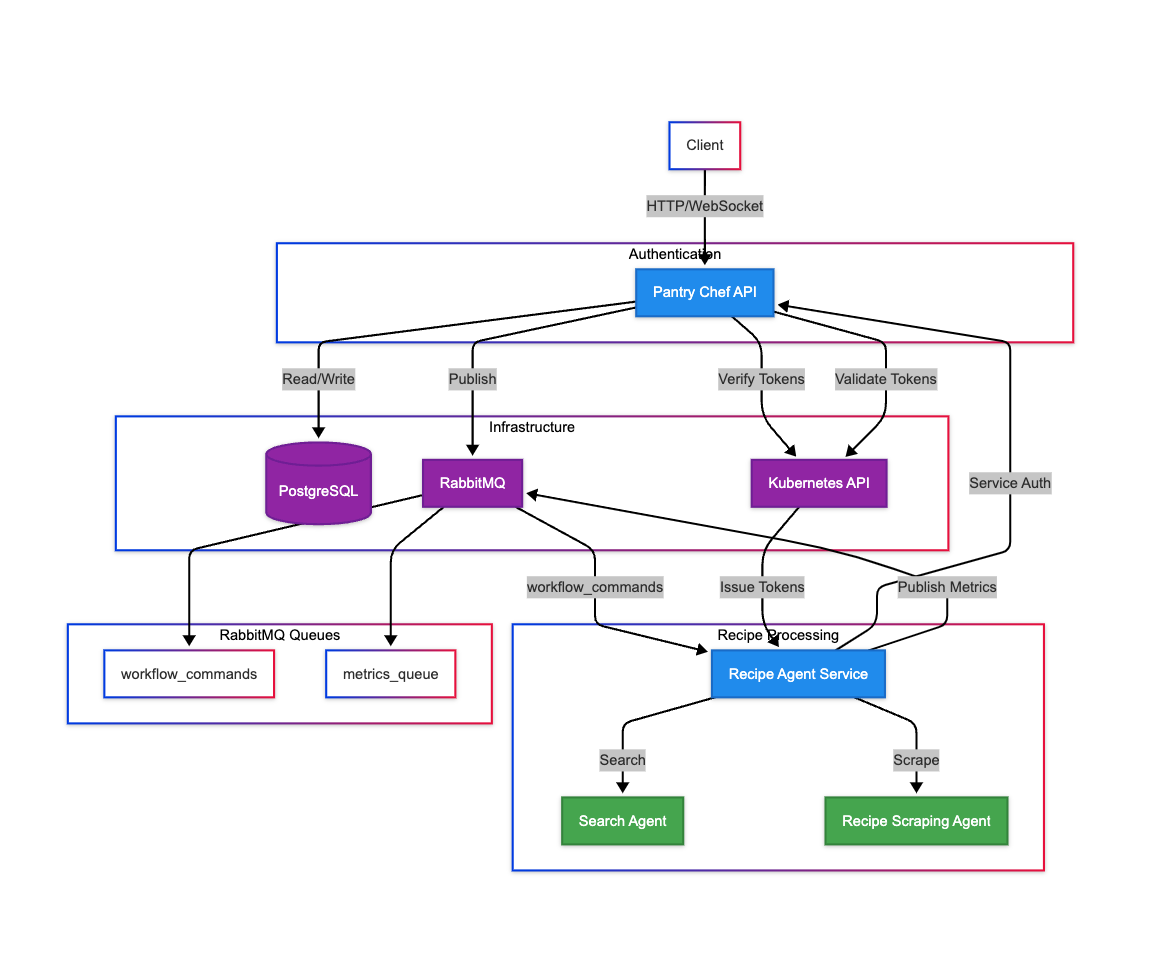 Client
HTTP/WebSocket
Authentication
Pantry Chef API
Read/Write
Publish
Verify Tokens
Validate Tokens
Infrastructure
PostgreSQL
RabbitMQ
Kubernetes API
Service Auth
workflow_commands
Issue Tokens
Publish Metrics
RabbitMQ Queues
workflow_commands
metrics_queue
Recipe Processing
Recipe Agent Service
Search
Scrape
Search Agent
Recipe Scraping Agent